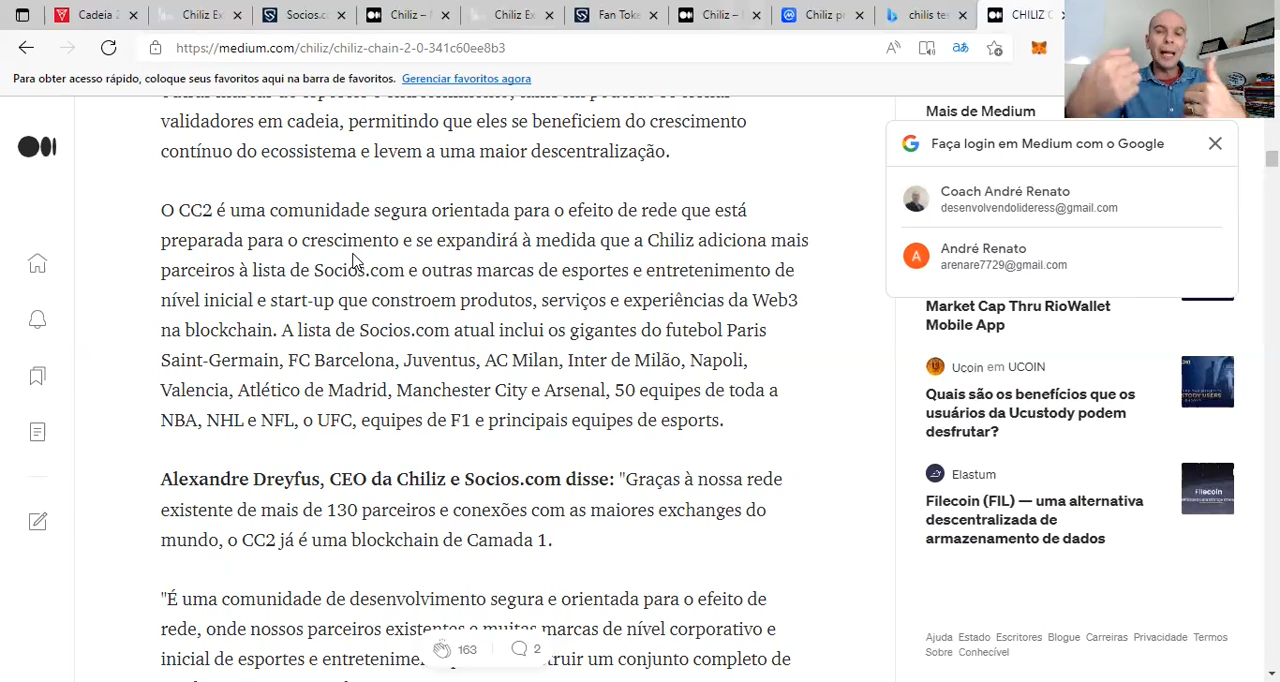 Cadeia 2
Chiliz Ex
Socios.c
Chiliz –
Chiliz Ex
Fan Toke
Chiliz –
Chiliz p
chilis tes
CHILIZ
https://medium.com/chiliz/chiliz-chain-2-0-341c60ee8b3
Para obter acesso rápido, coloque seus favoritos aqui na barra de favoritos. Gerenciar favoritos agora
validadores em cadeia, permitindo que eles se beneficiem do crescimento
contínuo do ecossistema e levem a uma maior descentralização.
O CC2 é uma comunidade segura orientada para o efeito de rede que está
preparada para o crescimento e se expandirá à medida que a Chiliz adiciona mais
parceiros à lista de Socios.com e outras marcas de esportes e entretenimento de
nível inicial e start-up que constroem produtos, serviços e experiências da Web3
na blockchain. A lista de Socios.com atual inclui os gigantes do futebol Paris
Saint-Germain, FC Barcelona, Juventus, AC Milan, Inter de Milão, Napoli,
Valencia, Atlético de Madrid, Manchester City e Arsenal, 50 equipes de toda a
NBA, NHL e NFL, o UFC, equipes de F1 e principais equipes de esports.
Alexandre Dreyfus, CEO da Chiliz e Socios.com disse: "Graças à nossa rede
existente de mais de 130 parceiros e conexões com as maiores exchanges do
mundo, o CC2 já é uma blockchain de Camada 1.
"É uma comunidade de desenvolvimento segura e orientada para o efeito de
rede, onde nossos parceiros existentes e muitas marcas de nível corporativo e
inicial de esportes e entretenimen
truir um conjunto completo de
163
2
Mais de Medium
Faça login em Medium com o Google
Coach André Renato
desenvolvendolideress@gmail.com
A
André Renato
arenare7729@gmail.com
Market Cap Thru RioWallet
Mobile App
Ucoin em UCOIN
Quais são os benefícios que os
usuários da Ucustody podem
desfrutar?
Elastum
Filecoin (FIL) — uma alternativa
descentralizada de
armazenamento de dados
Filecoin
Ajuda Estado Escritores Blogue Carreiras Privacidade Termos
Sobre Conhecível